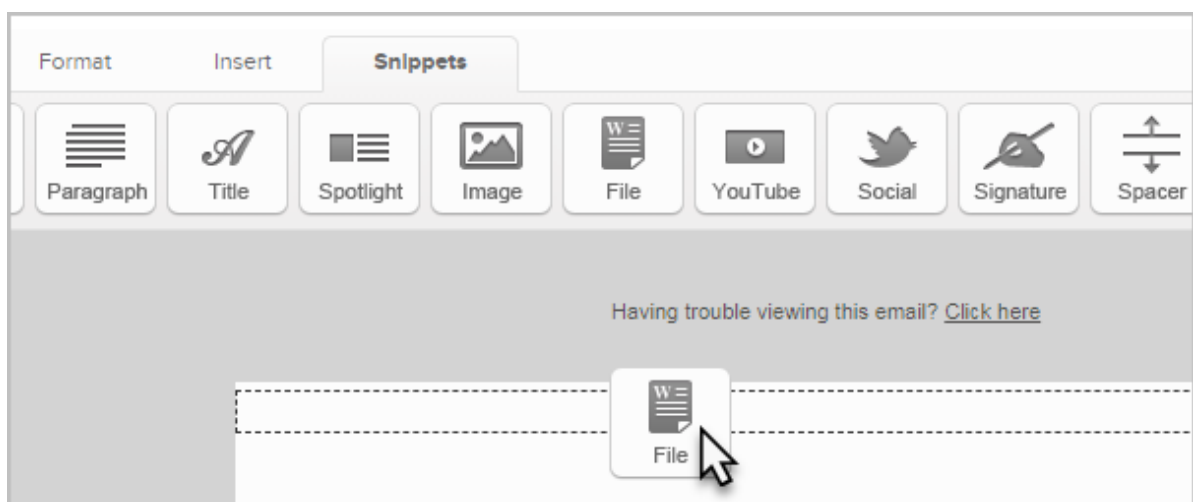 Format Insert Snippets
Paragraph Title Spotlight Image File YouTube Social Signature Spacer
Having trouble viewing this email? Click here
File